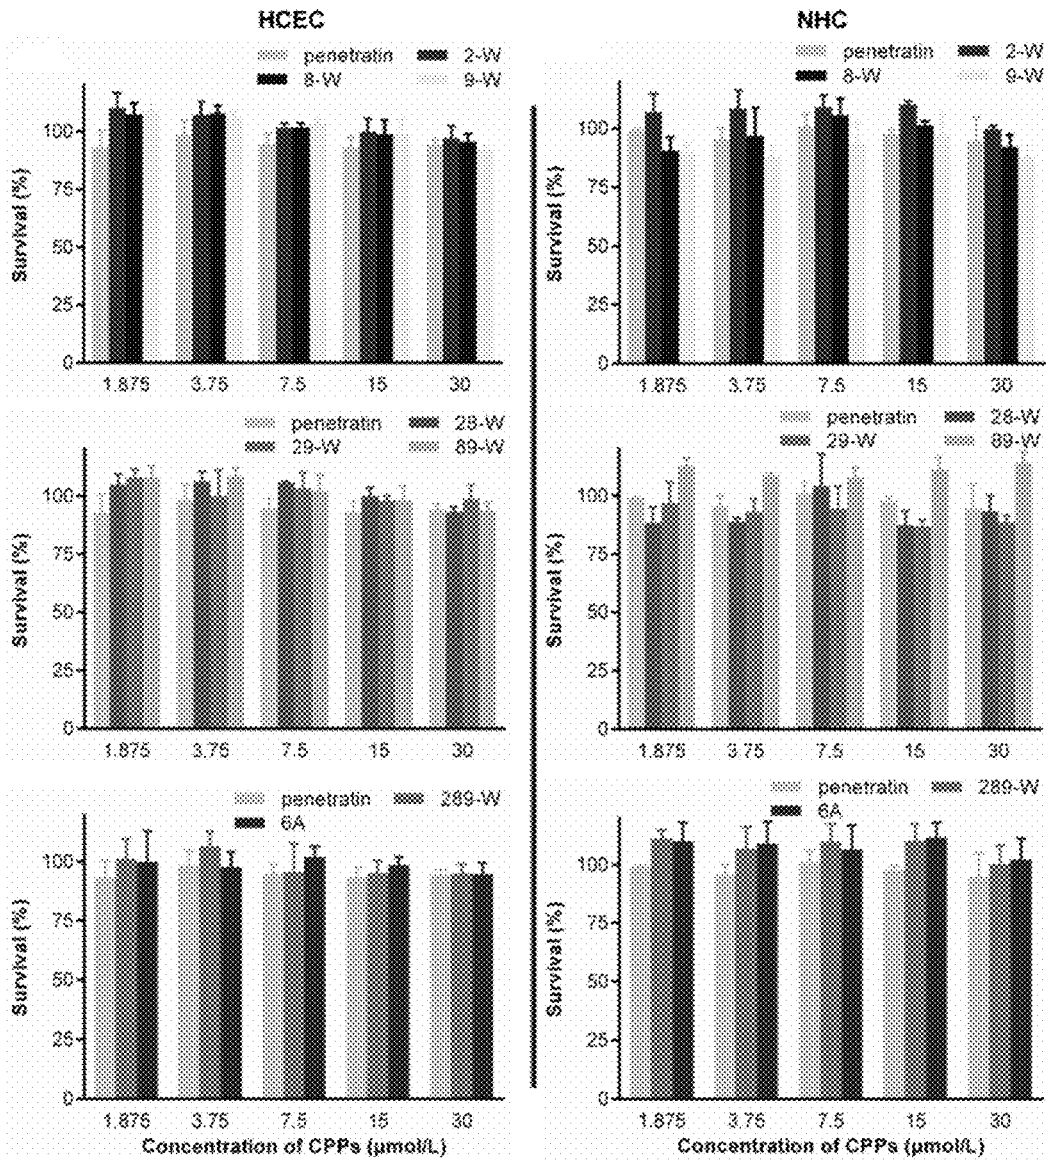 HCEC
penetratin 2-W
8-W 9-W
Survival (%)
100
75
50
25
0
1.875 3.75 7.5 15 30
NHC
penetratin 2-W
8-W 9-W
Survival (%)
100
75
50
25
0
1.875 3.75 7.5 15 30
penetratin 28-W
29-W 89-W
Survival (%)
100
75
50
25
0
1.875 3.75 7.5 15 30
penetratin 28-W
29-W 89-W
Survival (%)
100
75
50
25
0
1.875 3.75 7.5 15 30
penetratin 289-W
6A
Survival (%)
100
75
50
25
0
1.875 3.75 7.5 15 30
Concentration of CPPs (μmol/L)
penetratin 289-W
6A
Survival (%)
100
75
50
25
0
1.875 3.75 7.5 15 30
Concentration of CPPs (μmol/L)